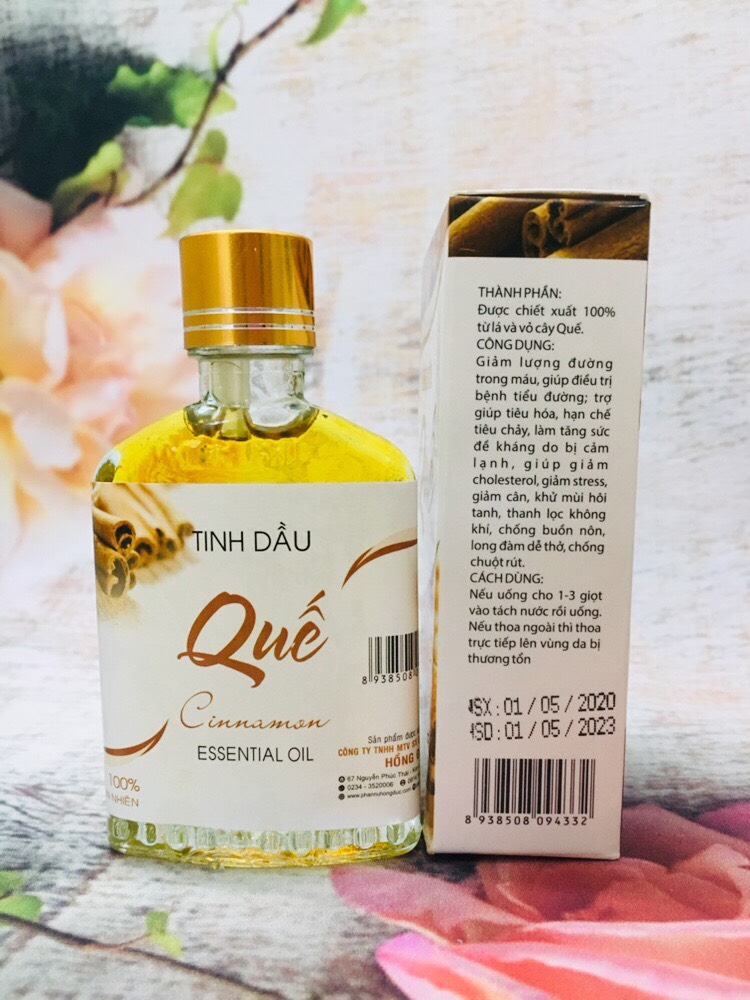 TINH DẦU
Quế
Cinnamon
ESSENTIAL OIL
100%
NHIÊN
8 938508
Sản phẩm được
CÔNG TY TNHH MTV
HỒNG
67 Nguyễn Phúc Thái
0234 - 3520006
THÀNH PHẦN:
Được chiết xuất 100%
từ lá và vỏ cây Quế.
CÔNG DỤNG:
Giảm lượng đường
trong máu, giúp điều trị
bệnh tiểu đường; trợ
giúp tiêu hóa, hạn chế
tiêu chảy, làm tăng sức
đề kháng do bị cảm
lạnh, giúp giảm
cholesterol, giảm stress,
giảm cân, khử mùi hôi
tanh, thanh lọc không
khí, chống buồn nôn,
long đàm dễ thở, chống
chuột rút.
CÁCH DÙNG:
Nếu uống cho 1-3 giọt
vào tách nước rồi uống.
Nếu thoa ngoài thì thoa
trực tiếp lên vùng da bị
thương tổn
NSX : 01 / 05 / 2020
HSD : 01 / 05 / 2023
8 938508 094332